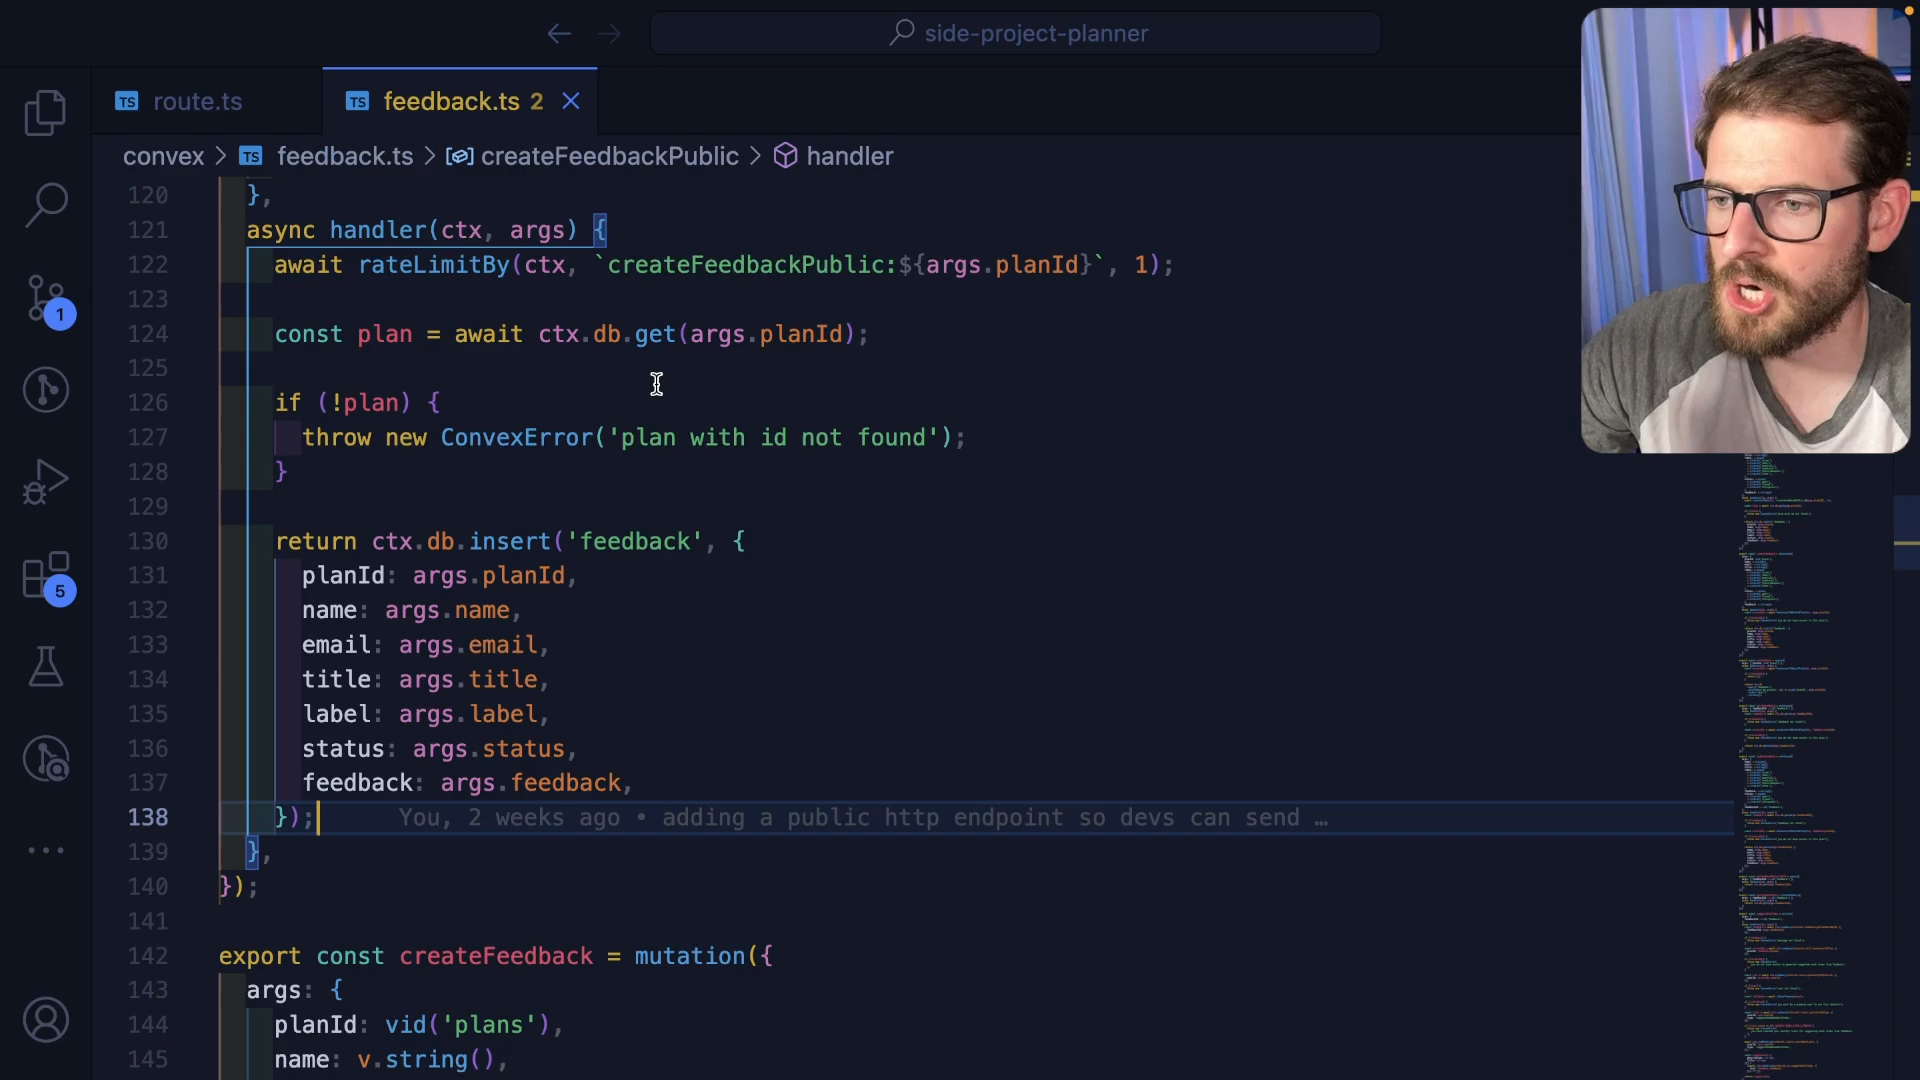 side-project-planner
TS route.ts
TS feedback.ts 2
convex > TS feedback.ts > createFeedbackPublic > handler
120 },
121 async handler(ctx, args) {
122 await rateLimitBy(ctx, `createFeedbackPublic:${args.planId}`, 1);
123
124 const plan = await ctx.db.get(args.planId);
125
126 if (!plan) {
127 throw new ConvexError('plan with id not found');
128 }
129
130 return ctx.db.insert('feedback', {
131 planId: args.planId,
132 name: args.name,
133 email: args.email,
134 title: args.title,
135 label: args.label,
136 status: args.status,
137 feedback: args.feedback,
138 }); You, 2 weeks ago • adding a public http endpoint so devs can send …
139 },
140 });
141
142 export const createFeedback = mutation({
143 args: {
144 planId: vid('plans'),
145 name: v.string(),
1
5